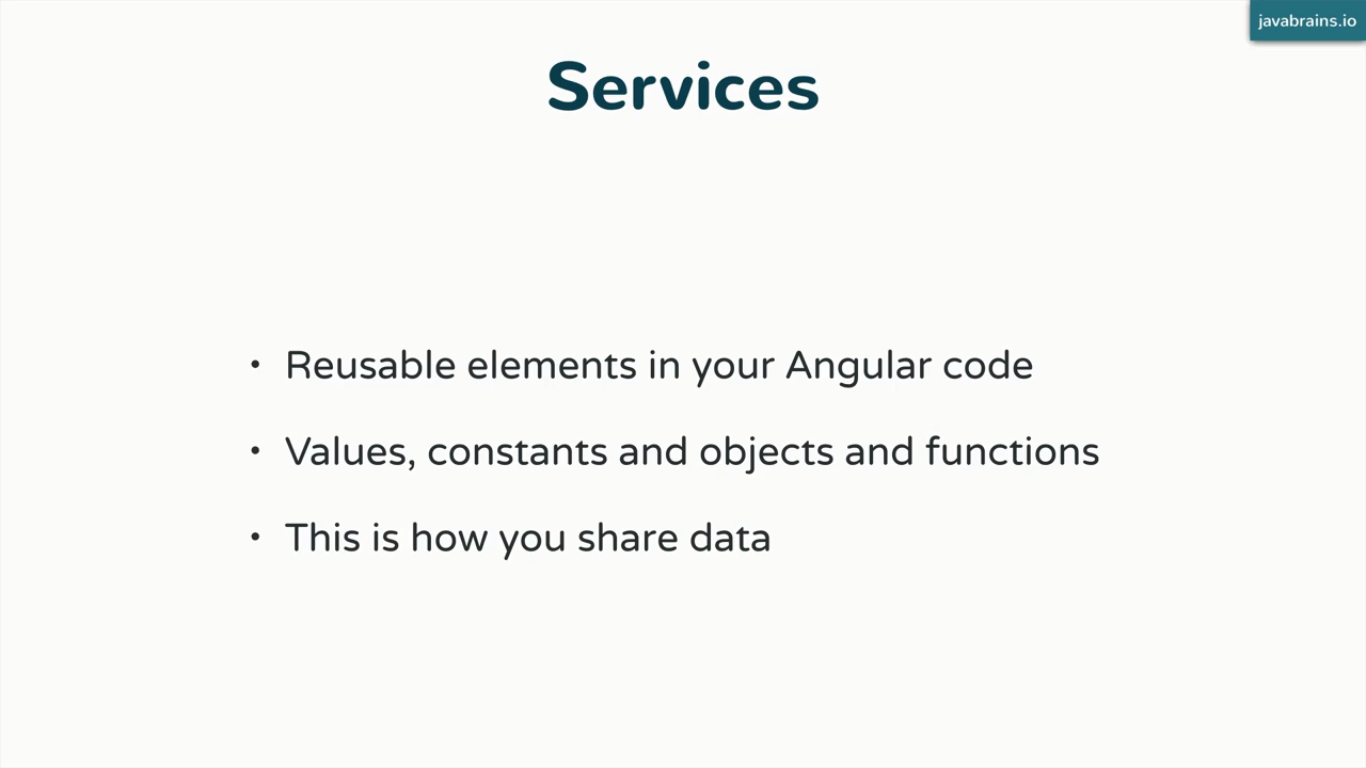 javabrains.io
Services
• Reusable elements in your Angular code
• Values, constants and objects and functions
• This is how you share data